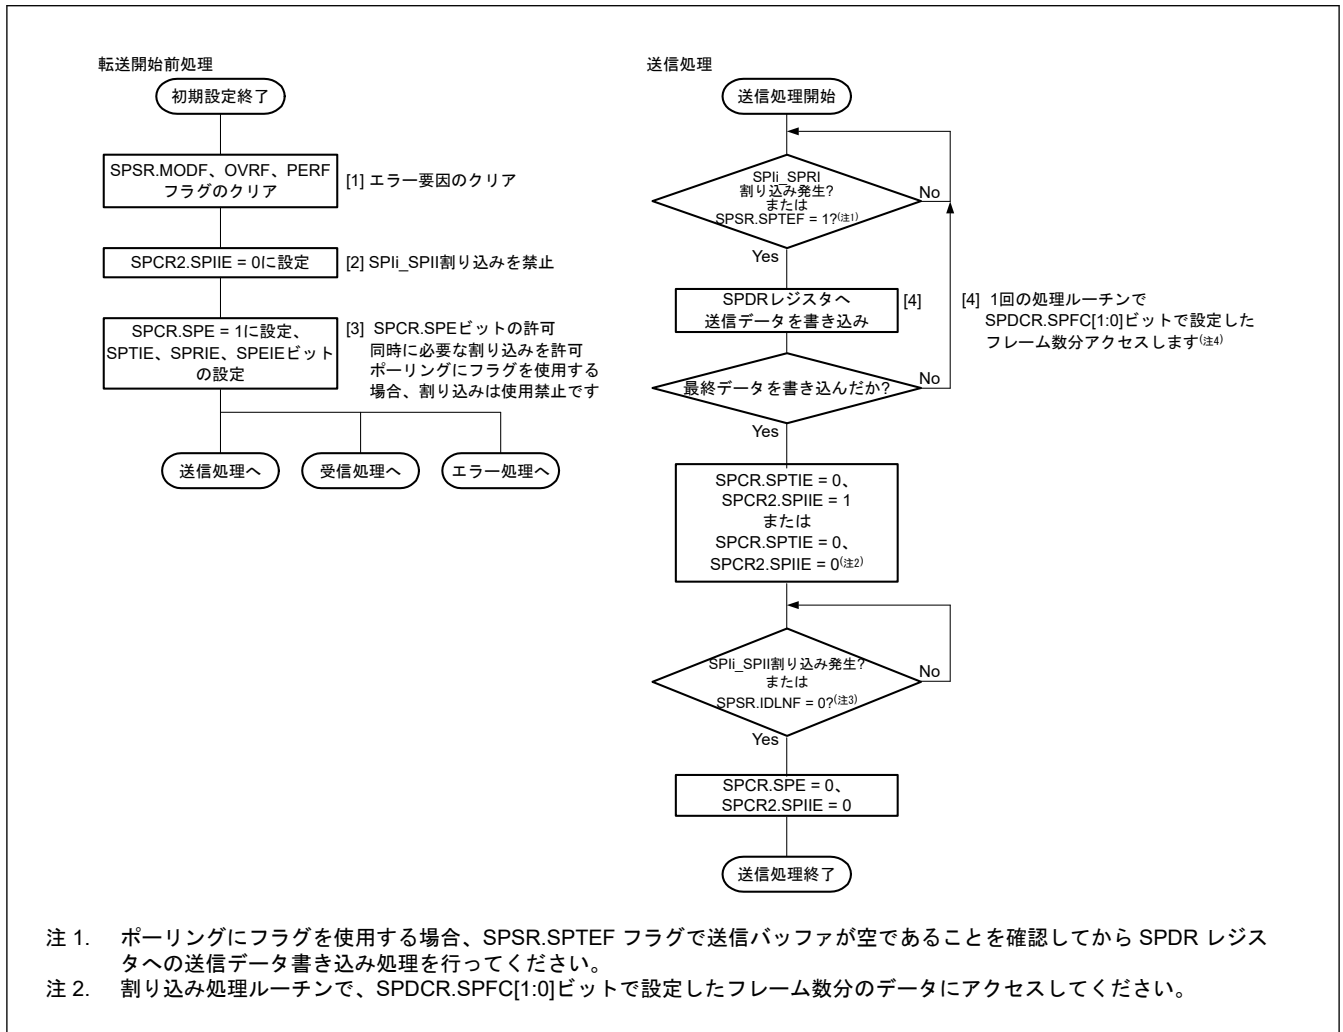 転送開始前処理
初期設定終了
SPSR.MODF、OVRF、PERF
フラグのクリア
[1] エラー要因のクリア
SPCR2.SPIIE = 0に設定
[2] SPIi_SPII割り込みを禁止
SPCR.SPE = 1に設定、
SPTIE、SPRIE、SPEIEビット
の設定
[3] SPCR.SPEビットの許可
同時に必要な割り込みを許可
ポーリングにフラグを使用する
場合、割り込みは使用禁止です
送信処理へ
受信処理へ
エラー処理へ
送信処理
送信処理開始
SPIi_SPRI
割り込み発生?
または
SPSR.SPTEF = 1?(注1)
No
Yes
SPDRレジスタへ
送信データを書き込み
[4]
[4] 1回の処理ルーチンで
SPDCR.SPFC[1:0]ビットで設定した
フレーム数分アクセスします(注4)
最終データを書き込んだか?
No
Yes
SPCR.SPTIE = 0、
SPCR2.SPIIE = 1
または
SPCR.SPTIE = 0、
SPCR2.SPIIE = 0(注2)
SPIi_SPII割り込み発生?
または
SPSR.IDLNF = 0?(注3)
No
Yes
SPCR.SPE = 0、
SPCR2.SPIIE = 0
送信処理終了
注 1. ポーリングにフラグを使用する場合、SPSR.SPTEF フラグで送信バッファが空であることを確認してから SPDR レジス
タへの送信データ書き込み処理を行ってください。
注 2. 割り込み処理ルーチンで、SPDCR.SPFC[1:0]ビットで設定したフレーム数分のデータにアクセスしてください。